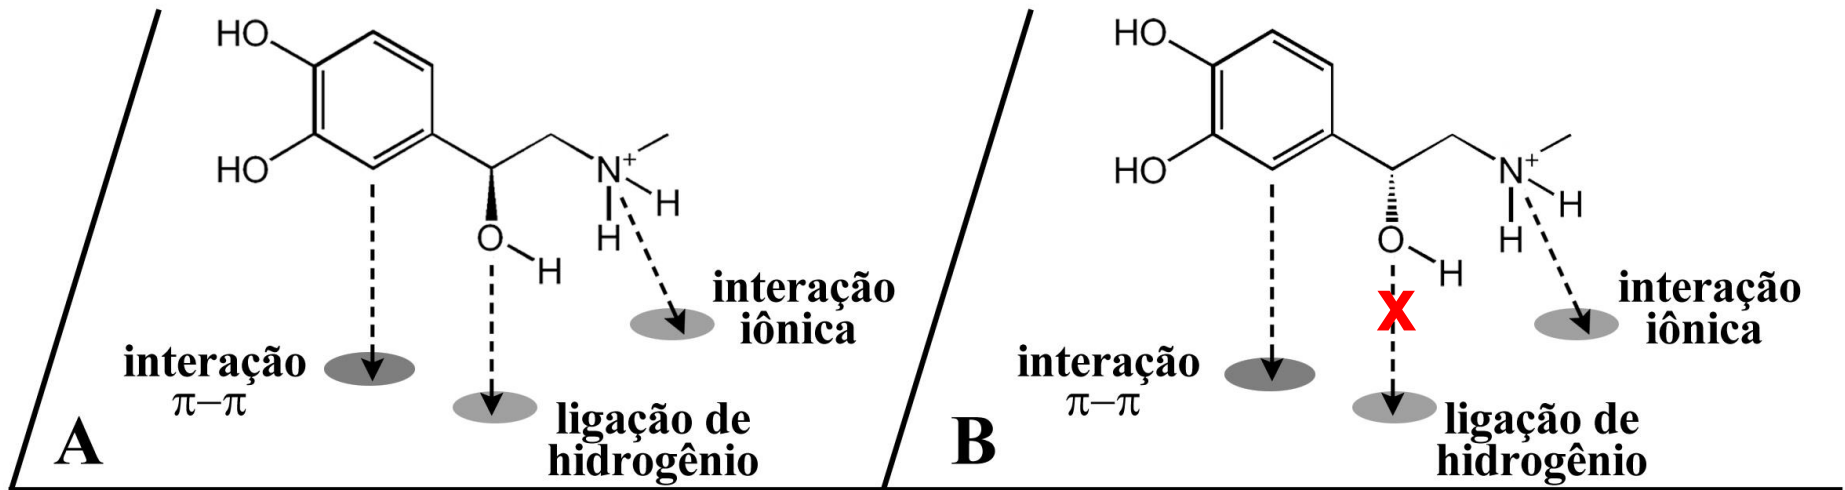 HO
HO
N+
H
H
O
H
interação
iônica
interação
π–π
ligação de
hidrogênio
A
HO
HO
N+
H
H
O
H
X
interação
iônica
interação
π–π
ligação de
hidrogênio
B